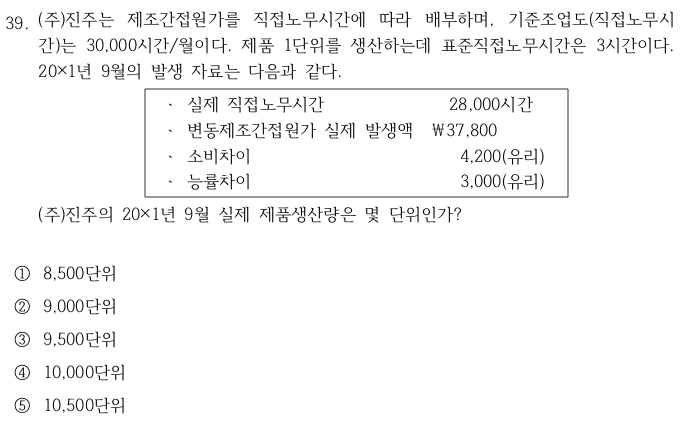 39. (주)진주는 제조간접원가를 직접노무시간에 따라 배부하며, 기준조업도(직접노무시
간)는 30,000시간/월이다. 제품 1단위를 생산하는데 표준직접노무시간은 3시간이다.
20×1년 9월의 발생 자료는 다음과 같다.
、 실제 직접노무시간 28,000시간
、 변동제조간접원가 실제 발생액 ₩37,800
、 소비차이 4,200(유리)
、 능률차이 3,000(유리)
(주)진주의 20×1년 9월 실제 제품생산량은 몇 단위인가?
① 8,500단위
② 9,000단위
③ 9,500단위
④ 10,000단위
⑤ 10,500단위